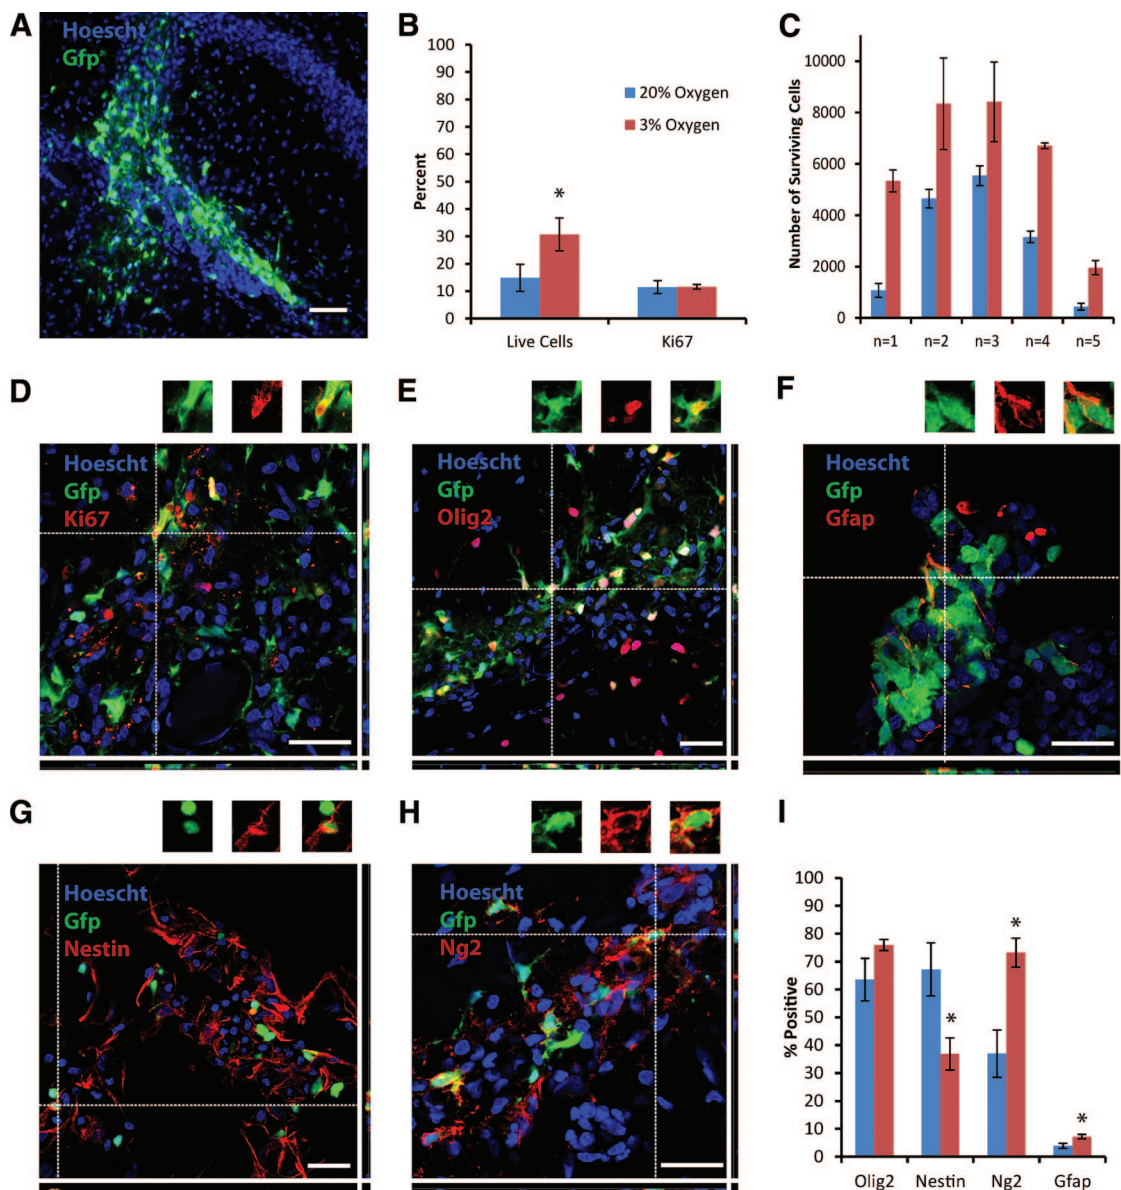 A
Hoescht
Gfp
B
100
90
80
70
60
50
40
30
20
10
0
Percent
20% Oxygen
3% Oxygen
*
Live Cells
Ki67
C
10000
8000
6000
4000
2000
0
Number of Surviving Cells
n=1
n=2
n=3
n=4
n=5
D
Hoescht
Gfp
Ki67
E
Hoescht
Gfp
Olig2
F
Hoescht
Gfp
Gfap
G
Hoescht
Gfp
Nestin
H
Hoescht
Gfp
Ng2
I
100
90
80
70
60
50
40
30
20
10
0
% Positive
*
*
*
Olig2
Nestin
Ng2
Gfap